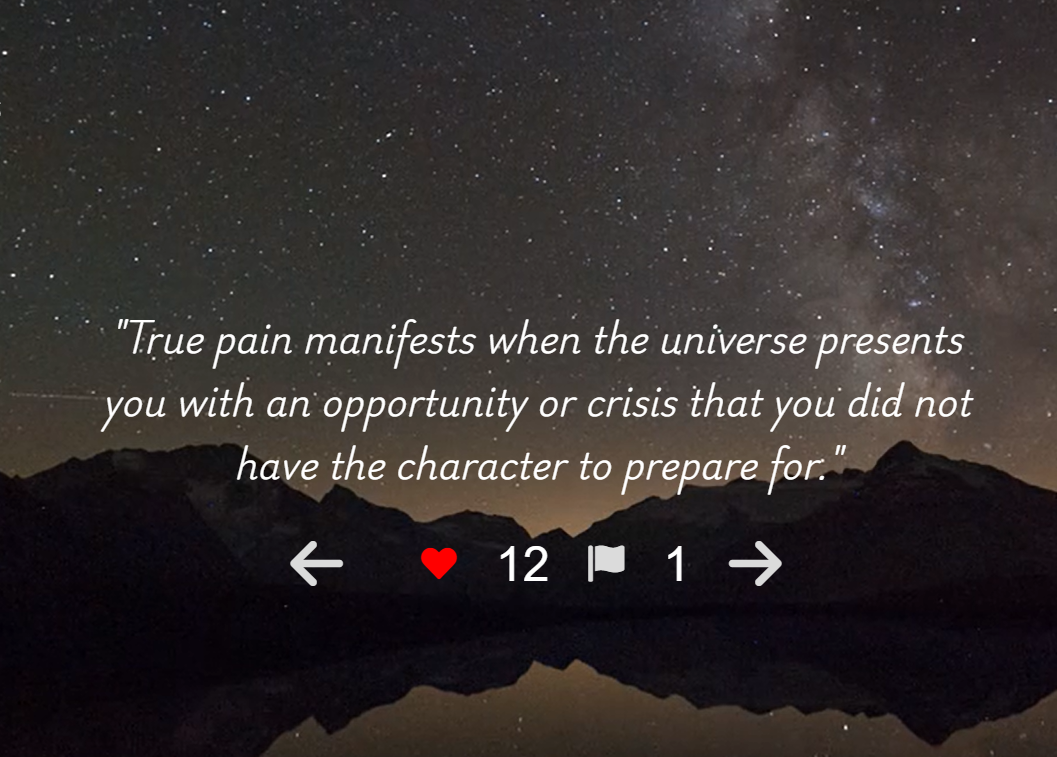 "True pain manifests when the universe presents
you with an opportunity or crisis that you did not
have the character to prepare for."
12 1